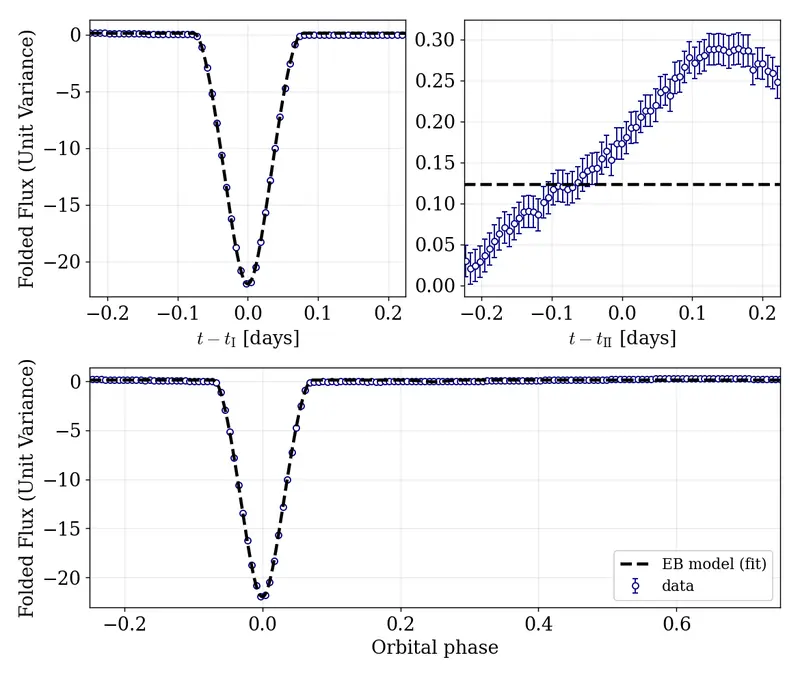 Folded Flux (Unit Variance)
0
−5
−10
−15
−20
−0.2 −0.1 0.0 0.1 0.2
t − tI [days]
0.30
0.25
0.20
0.15
0.10
0.05
0.00
−0.2 −0.1 0.0 0.1 0.2
t − tII [days]
Folded Flux (Unit Variance)
0
−5
−10
−15
−20
−0.2 0.0 0.2 0.4 0.6
Orbital phase
EB model (fit)
data